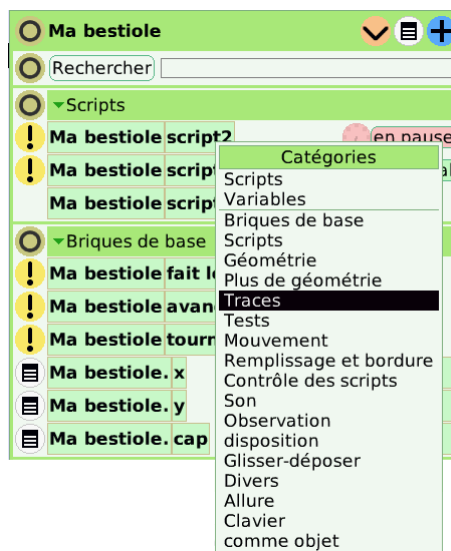 Ma bestiole
Rechercher
Scripts
Ma bestiole script2 en pause
Ma bestiole
Ma bestiole
Briques de base
Ma bestiole fait
Ma bestiole
Ma bestiole
Ma bestiole. x
Ma bestiole. y
Ma bestiole. cap
Catégories
Scripts
Variables
Briques de base
Scripts
Géométrie
Plus de géométrie
Traces
Tests
Mouvement
Remplissage et bordure
Contrôle des scripts
Son
Observation
disposition
Glisser-déposer
Divers
Allure
Clavier
comme objet